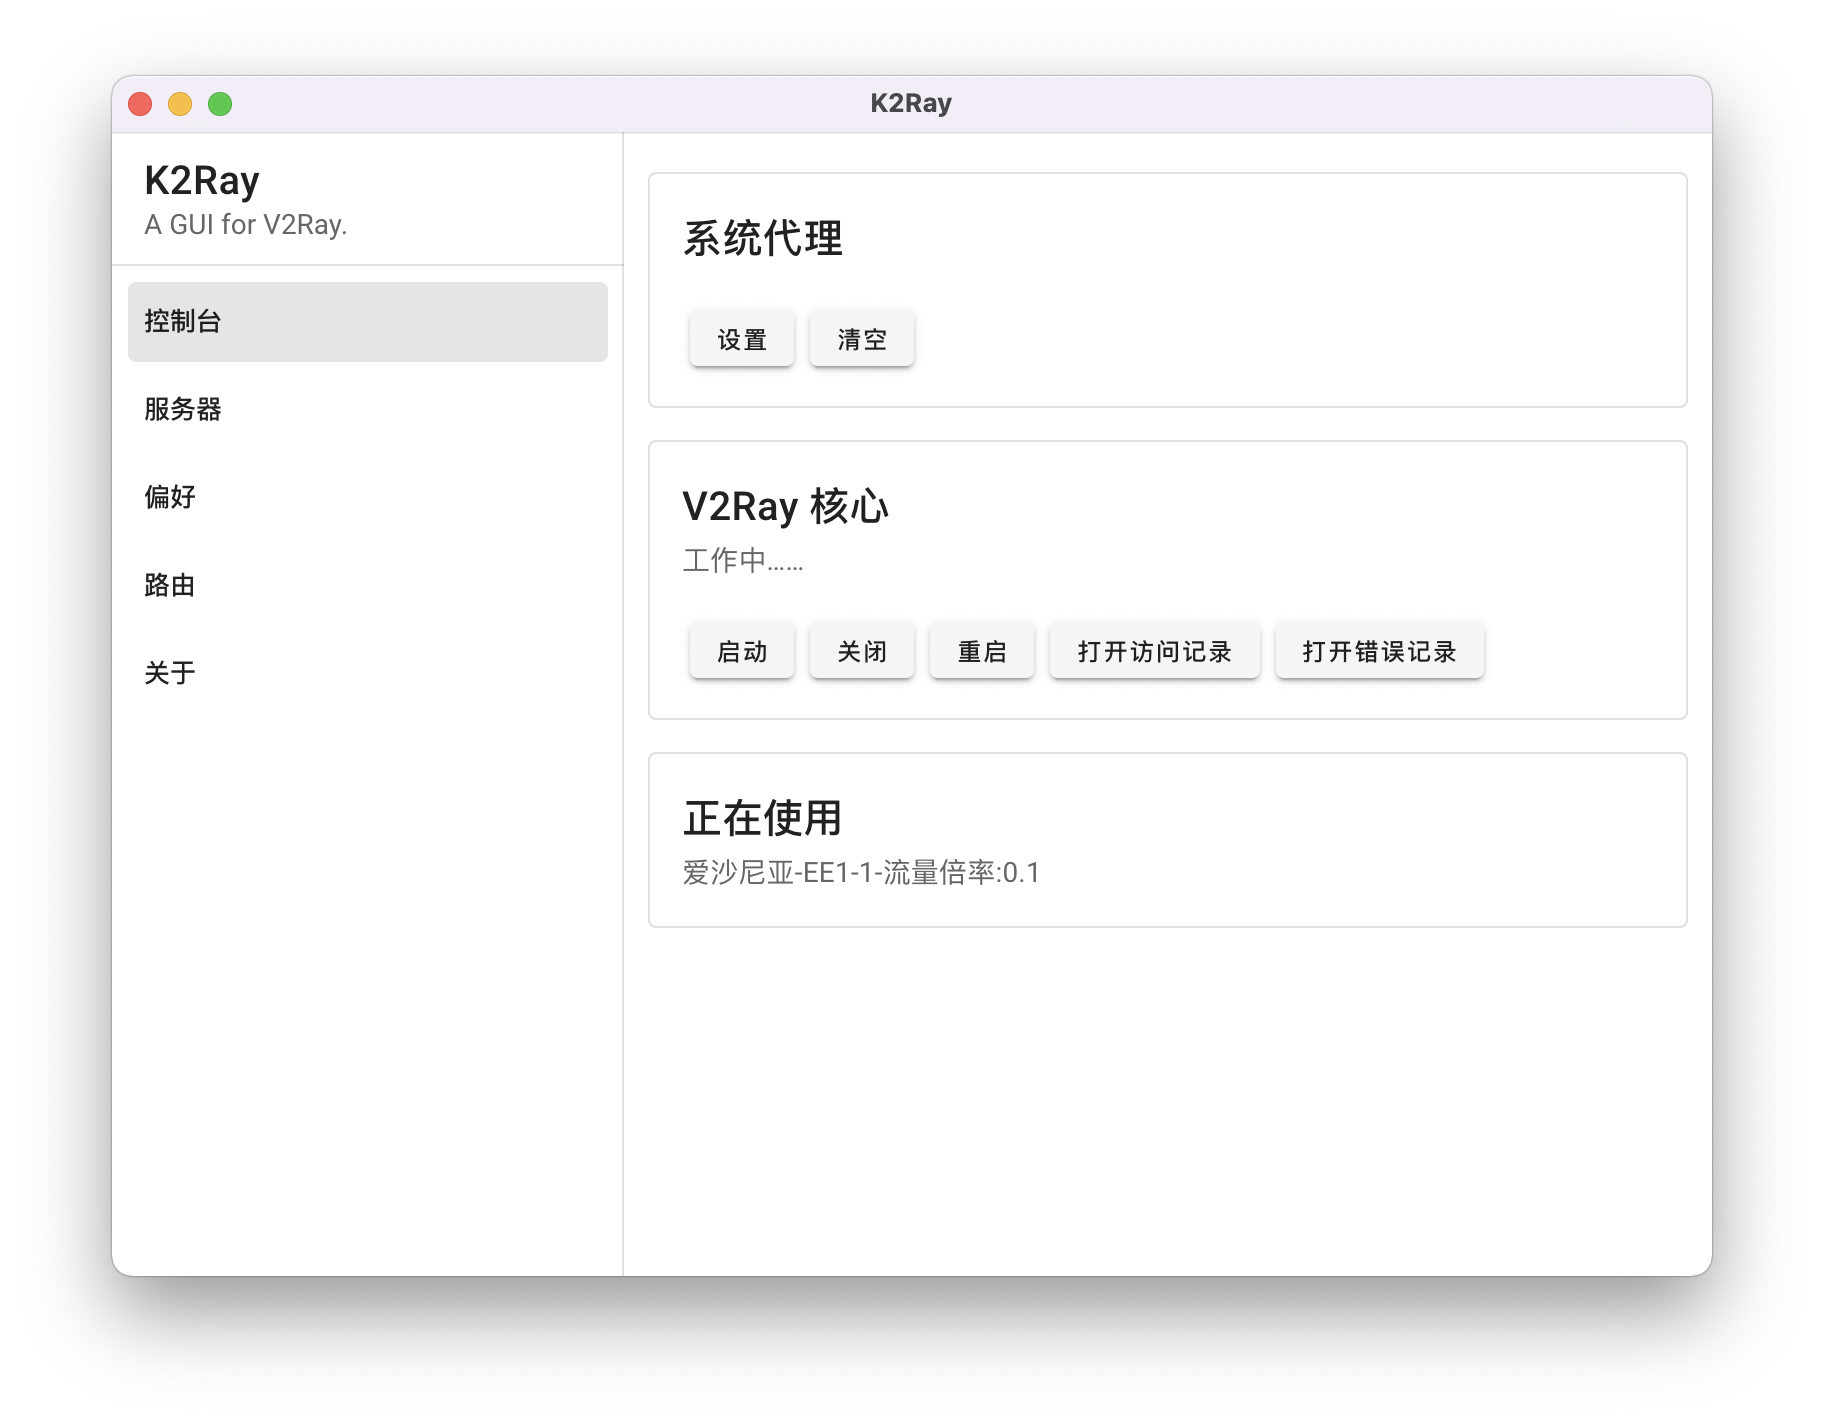 K2Ray
K2Ray
A GUI for V2Ray.
控制台
服务器
偏好
路由
关于
系统代理
设置 清空
V2Ray 核心
工作中……
启动 关闭 重启 打开访问记录 打开错误记录
正在使用
爱沙尼亚-EE1-1-流量倍率:0.1